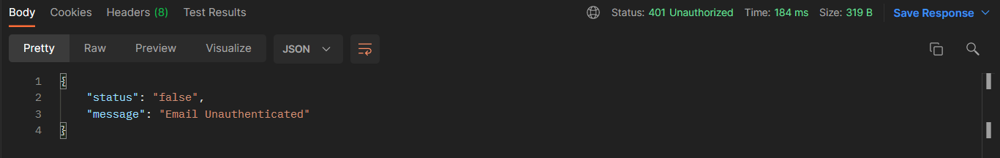 Body Cookies Headers (8) Test Results Status: 401 Unauthorized Time: 184 ms Size: 319 B Save Response
Pretty Raw Preview Visualize JSON
1 {
2 "status": "false",
3 "message": "Email Unauthenticated"
4 }